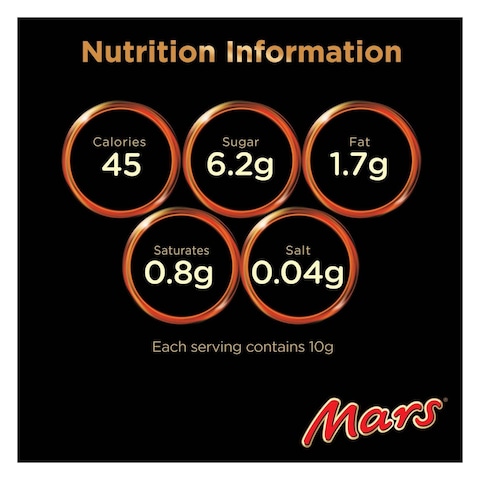 Nutrition Information
Calories
45
Sugar
6.2g
Fat
1.7g
Saturates
0.8g
Salt
0.04g
Each serving contains 10g
Mars®